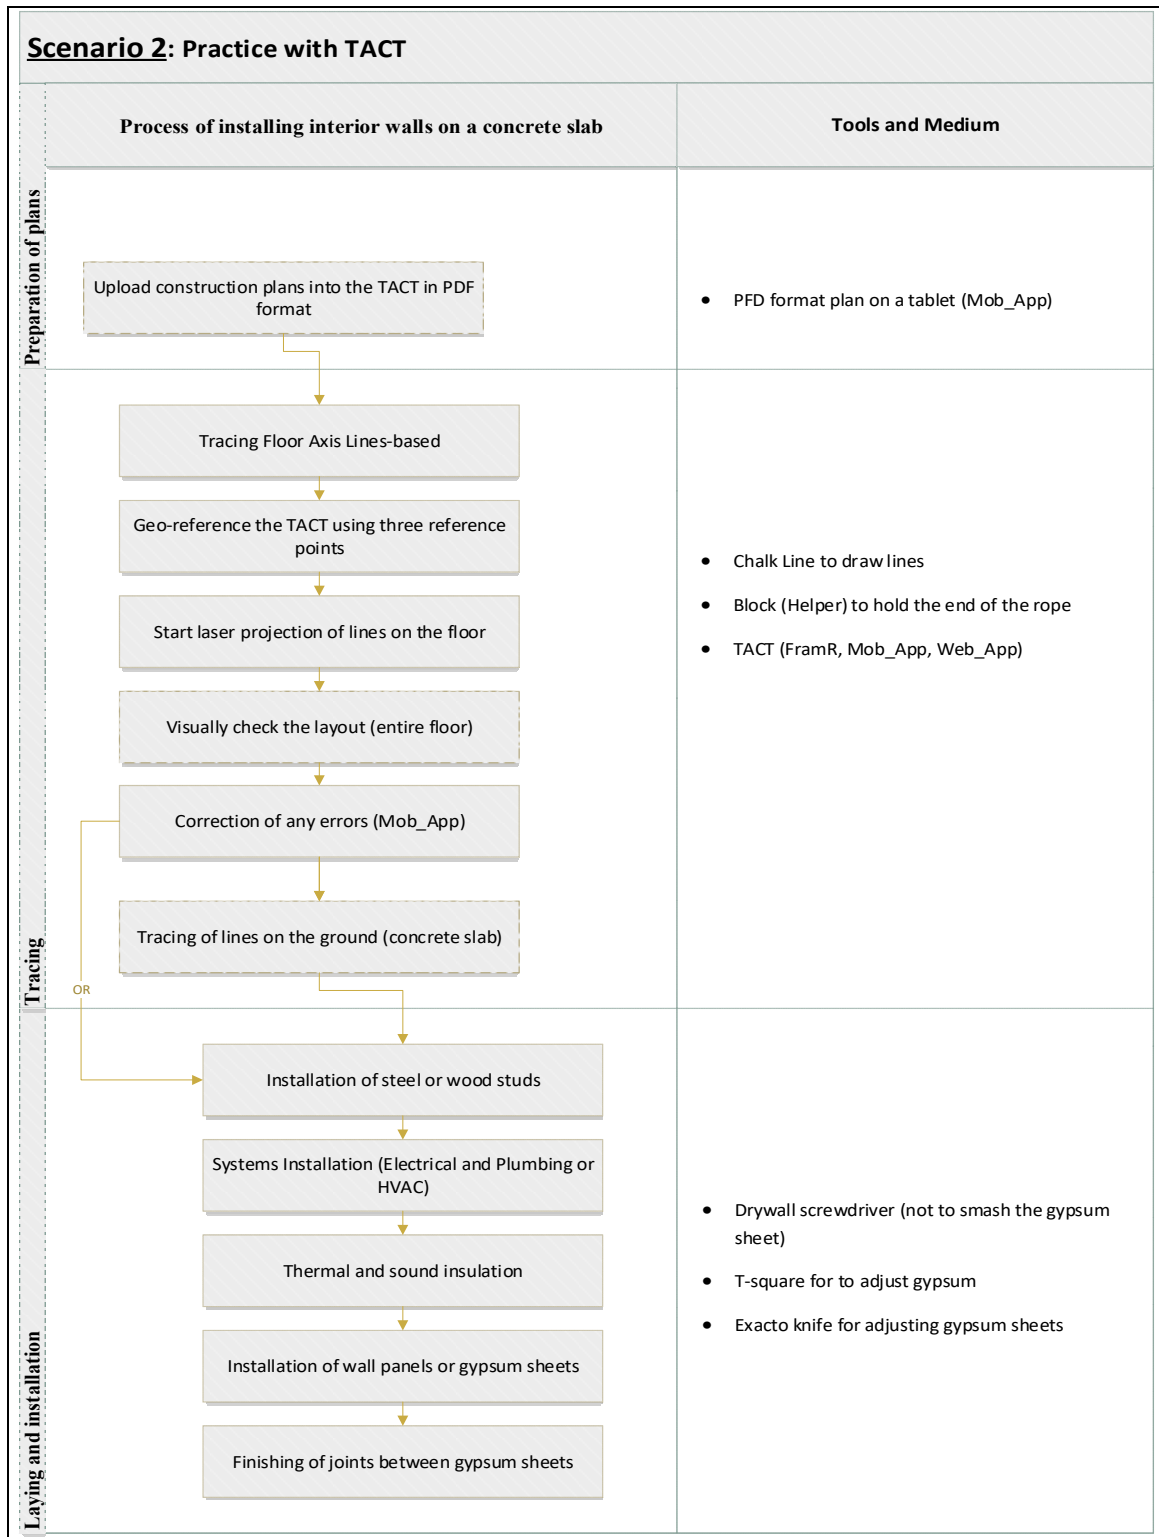 Scenario 2: Practice with TACT
Process of installing interior walls on a concrete slab
Tools and Medium
Preparation of plans
Upload construction plans into the TACT in PDF
format
• PFD format plan on a tablet (Mob_App)
Tracing
Tracing Floor Axis Lines-based
Geo-reference the TACT using three reference
points
Start laser projection of lines on the floor
Visually check the layout (entire floor)
Correction of any errors (Mob_App)
Tracing of lines on the ground (concrete slab)
OR
• Chalk Line to draw lines
• Block (Helper) to hold the end of the rope
• TACT (FramR, Mob_App, Web_App)
Laying and installation
Installation of steel or wood studs
Systems Installation (Electrical and Plumbing or
HVAC)
Thermal and sound insulation
Installation of wall panels or gypsum sheets
Finishing of joints between gypsum sheets
• Drywall screwdriver (not to smash the gypsum
sheet)
• T-square for to adjust gypsum
• Exacto knife for adjusting gypsum sheets